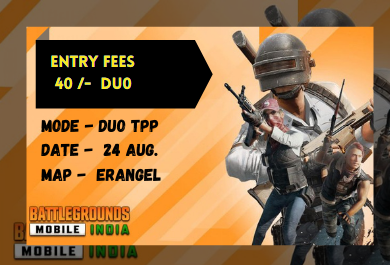 ENTRY FEES
40 /- DUO
MODE - DUO TPP
DATE - 24 AUG.
MAP - ERANGEL
BATTLEGROUNDS
MOBILE INDIA
MOBILE INDIA